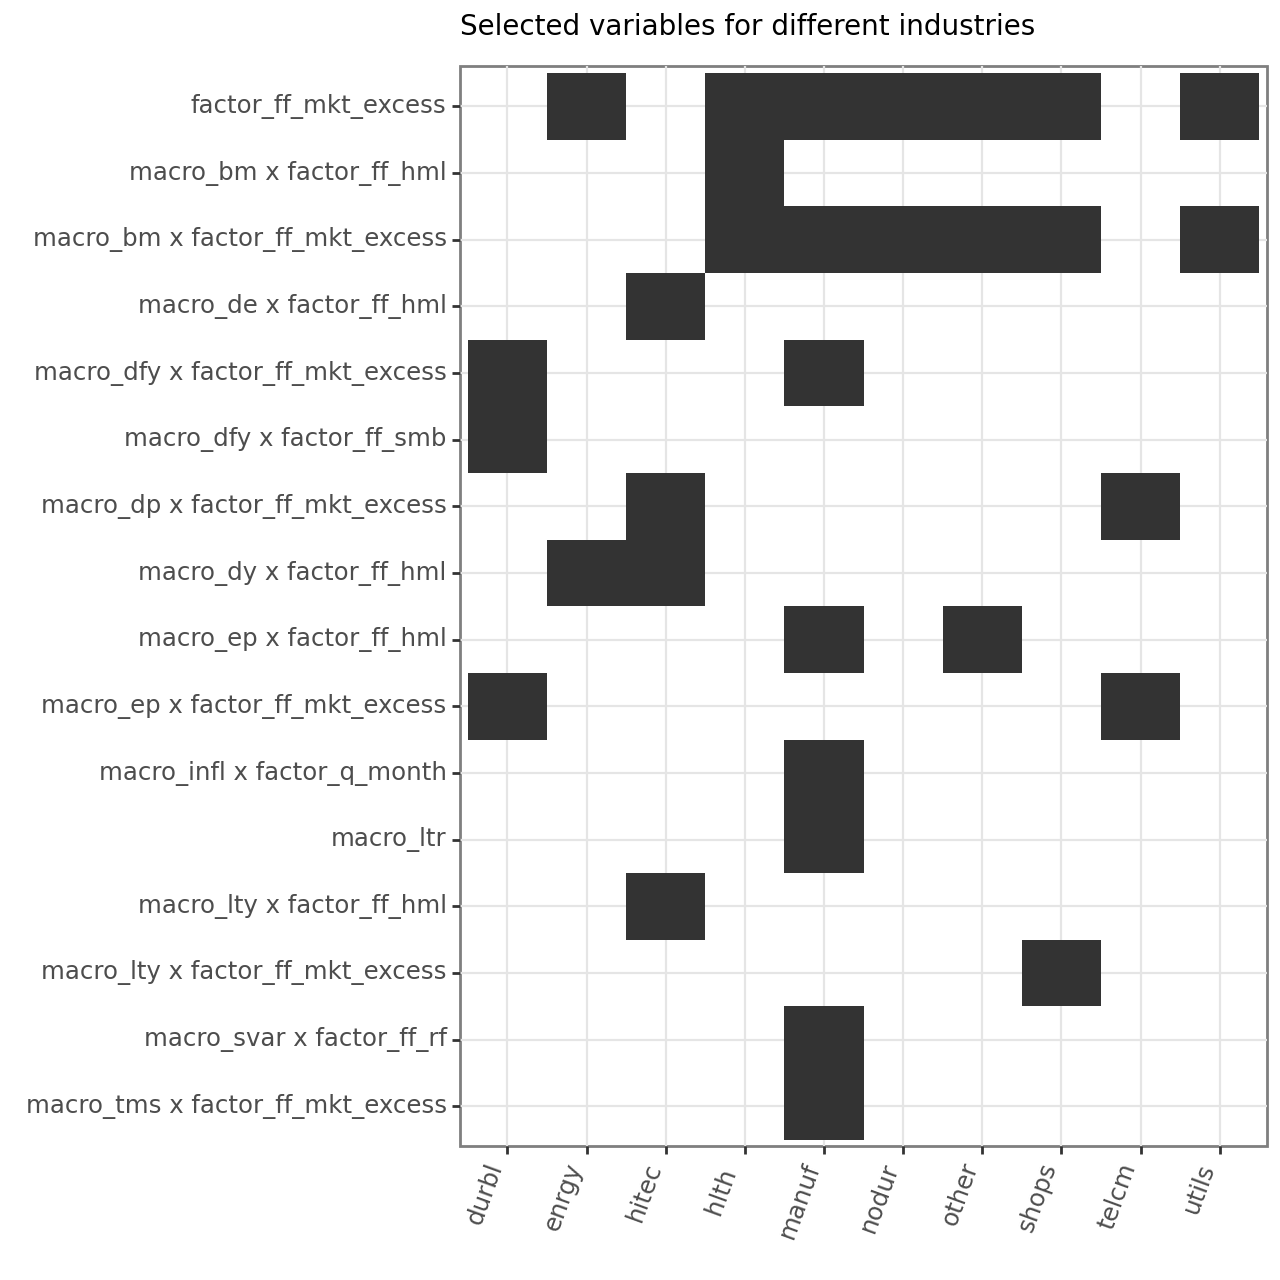 Selected variables for different industries
factor_ff_mkt_excess
macro_bm x factor_ff_hml
macro_bm x factor_ff_mkt_excess
macro_de x factor_ff_hml
macro_dfy x factor_ff_mkt_excess
macro_dfy x factor_ff_smb
macro_dp x factor_ff_mkt_excess
macro_dy x factor_ff_hml
macro_ep x factor_ff_hml
macro_ep x factor_ff_mkt_excess
macro_infl x factor_q_month
macro_ltr
macro_lty x factor_ff_hml
macro_lty x factor_ff_mkt_excess
macro_svar x factor_ff_rf
macro_tms x factor_ff_mkt_excess
durbl
enrgy
hitec
hlth
manuf
nodur
other
shops
telcm
utils